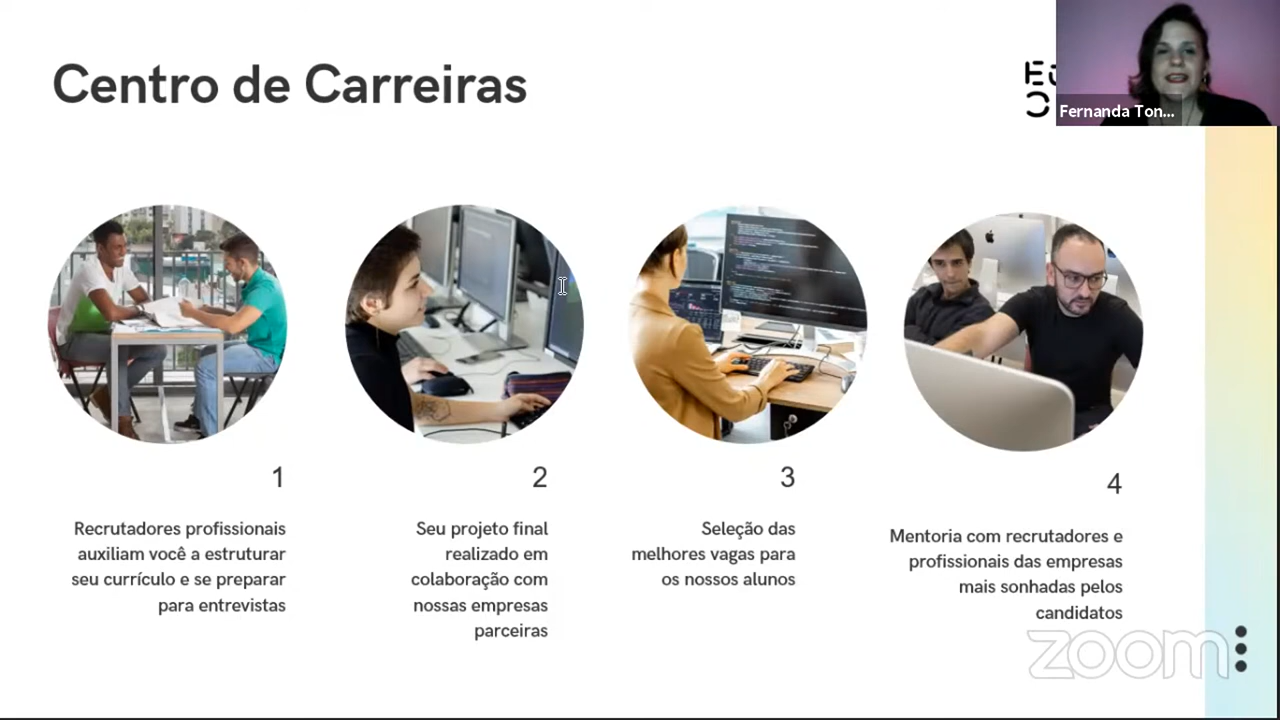 Centro de Carreiras
Fernanda Ton...
1
Recrutadores profissionais
auxiliam você a estruturar
seu currículo e se preparar
para entrevistas
2
Seu projeto final
realizado em
colaboração com
nossas empresas
parceiras
3
Seleção das
melhores vagas para
os nossos alunos
4
Mentoria com recrutadores e
profissionais das empresas
mais sonhadas pelos
candidatos
zoom